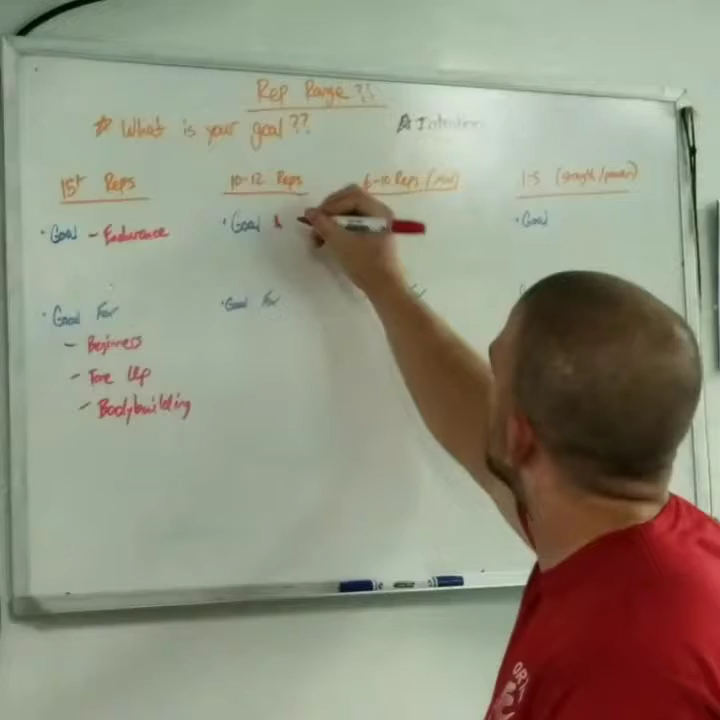 Rep Range ??
☆ What is your goal??
☆ Intention
15+ Reps
10-12 Reps
6-10 Reps
1-5 (strength/power)
• Goal - Endurance
• Goal
• Goal
• Good For
- Beginners
- Tone Up
- Bodybuilding
• Good For